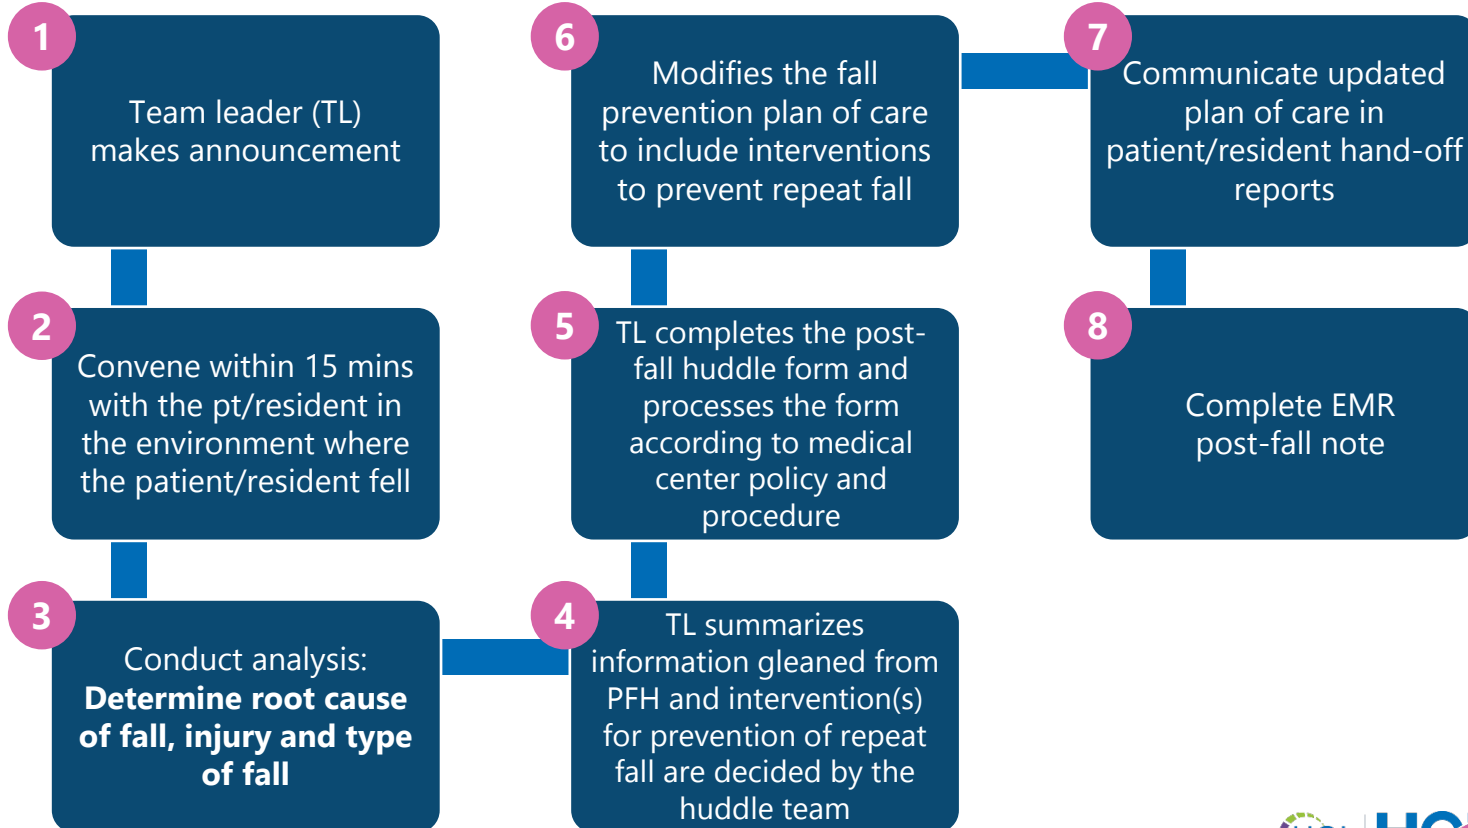 1
Team leader (TL)
makes announcement
2
Convene within 15 mins
with the pt/resident in
the environment where
the patient/resident fell
3
Conduct analysis:
Determine root cause
of fall, injury and type
of fall
4
TL summarizes
information gleaned from
PFH and intervention(s)
for prevention of repeat
fall are decided by the
huddle team
5
TL completes the post-
fall huddle form and
processes the form
according to medical
center policy and
procedure
6
Modifies the fall
prevention plan of care
to include interventions
to prevent repeat fall
7
Communicate updated
plan of care in
patient/resident hand-off
reports
8
Complete EMR
post-fall note